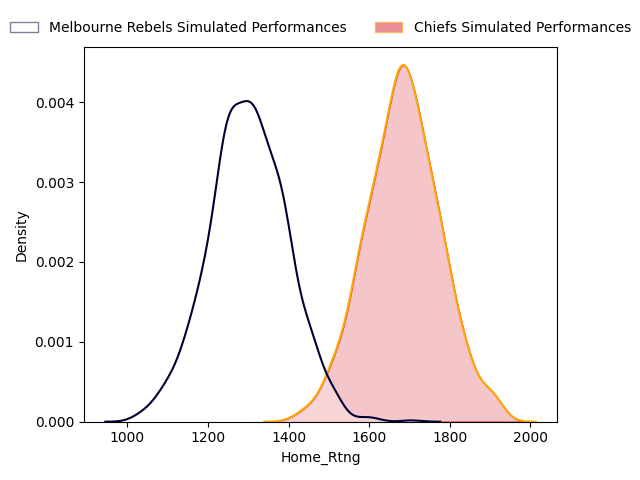 Melbourne Rebels Simulated Performances Chiefs Simulated Performances
0.004
0.003
0.002
0.001
0.000
Density
1000 1200 1400 1600 1800 2000
Home_Rtng